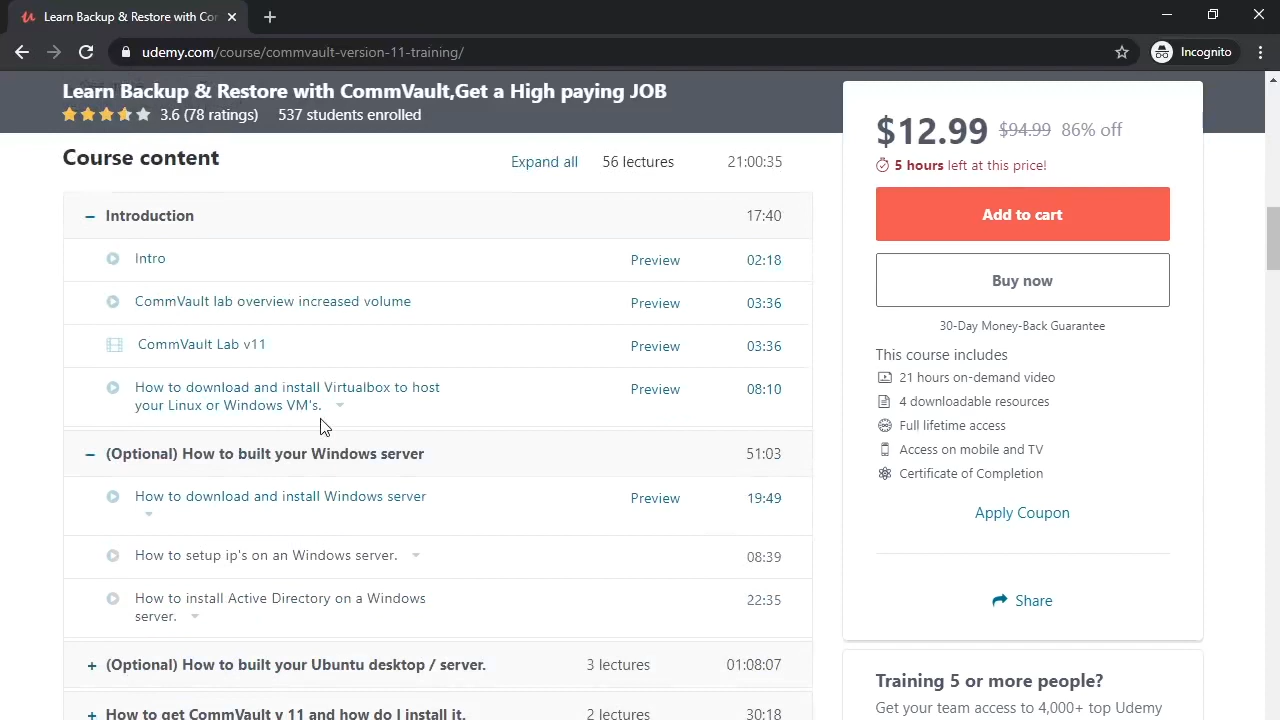 Learn Backup & Restore with Cor
udemy.com/course/commvault-version-11-training/
Incognito
Learn Backup & Restore with CommVault,Get a High paying JOB
3.6 (78 ratings) 537 students enrolled
Course content
Expand all 56 lectures 21:00:35
Introduction 17:40
Intro Preview 02:18
CommVault lab overview increased volume Preview 03:36
CommVault Lab v11 Preview 03:36
How to download and install Virtualbox to host
your Linux or Windows VM's.
Preview 08:10
(Optional) How to built your Windows server 51:03
How to download and install Windows server Preview 19:49
How to setup ip's on an Windows server. 08:39
How to install Active Directory on a Windows
server.
22:35
(Optional) How to built your Ubuntu desktop / server. 3 lectures 01:08:07
How to get CommVault v 11 and how do I install it. 2 lectures 30:18
$12.99 $94.99 86% off
5 hours left at this price!
Add to cart
Buy now
30-Day Money-Back Guarantee
This course includes
21 hours on-demand video
4 downloadable resources
Full lifetime access
Access on mobile and TV
Certificate of Completion
Apply Coupon
Share
Training 5 or more people?
Get your team access to 4,000+ top Udemy